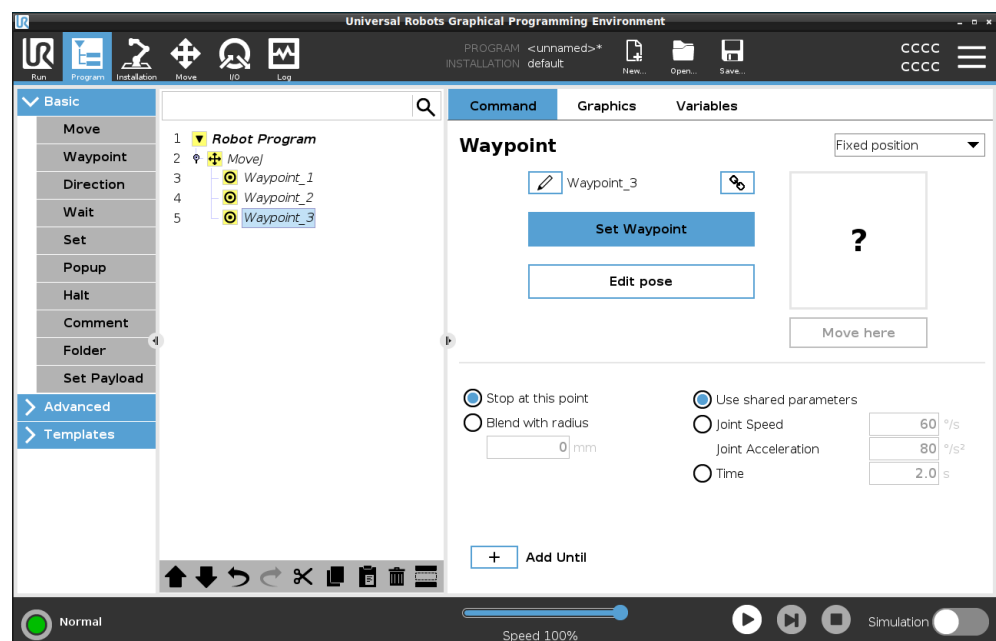 Universal Robots Graphical Programming Environment
PROGRAM <unnamed>*
INSTALLATION default
Run Program Installation Move I/O Log New... Open... Save...
CCCC
CCCC
Basic
Move
Waypoint
Direction
Wait
Set
Popup
Halt
Comment
Folder
Set Payload
Advanced
Templates
1 Robot Program
2 MoveJ
3 Waypoint_1
4 Waypoint_2
5 Waypoint_3
Command Graphics Variables
Waypoint
Fixed position
Waypoint_3
Set Waypoint
?
Edit pose
Move here
Stop at this point
Blend with radius
0 mm
Use shared parameters
Joint Speed 60 °/s
Joint Acceleration 80 °/s²
Time 2.0 s
+ Add Until
Normal
Speed 100%
Simulation